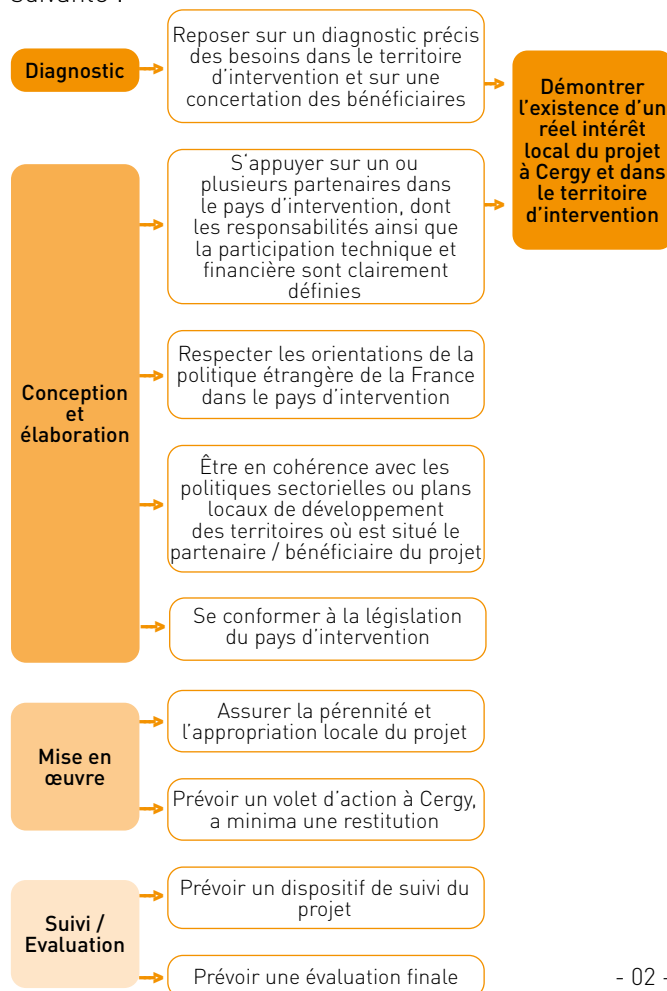 Diagnostic
Reposer sur un diagnostic précis
des besoins dans le territoire
d'intervention et sur une
concertation des bénéficiaires
Démontrer
l'existence d'un
réel intérêt
local du projet
à Cergy et dans
le territoire
d'intervention
Conception
et
élaboration
S'appuyer sur un ou
plusieurs partenaires dans
le pays d'intervention, dont
les responsabilités ainsi que
la participation technique et
financière sont clairement
définies
Respecter les orientations de la
politique étrangère de la France
dans le pays d'intervention
Être en cohérence avec les
politiques sectorielles ou plans
locaux de développement
des territoires où est situé le
partenaire / bénéficiaire du projet
Se conformer à la législation
du pays d'intervention
Mise en
œuvre
Assurer la pérennité et
l'appropriation locale du projet
Prévoir un volet d'action à Cergy,
a minima une restitution
Suivi /
Evaluation
Prévoir un dispositif de suivi du
projet
Prévoir une évaluation finale
- 02 -